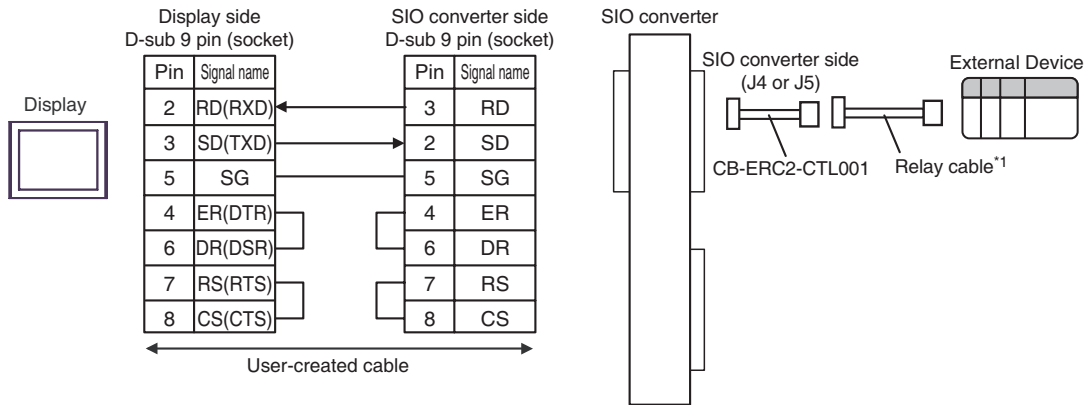 Display side
D-sub 9 pin (socket)
SIO converter side
D-sub 9 pin (socket)
SIO converter
SIO converter side
(J4 or J5)
External Device
Display
Pin Signal name
2 RD(RXD)
3 SD(TXD)
5 SG
4 ER(DTR)
6 DR(DSR)
7 RS(RTS)
8 CS(CTS)
Pin Signal name
3 RD
2 SD
5 SG
4 ER
6 DR
7 RS
8 CS
User-created cable
CB-ERC2-CTL001
Relay cable*1